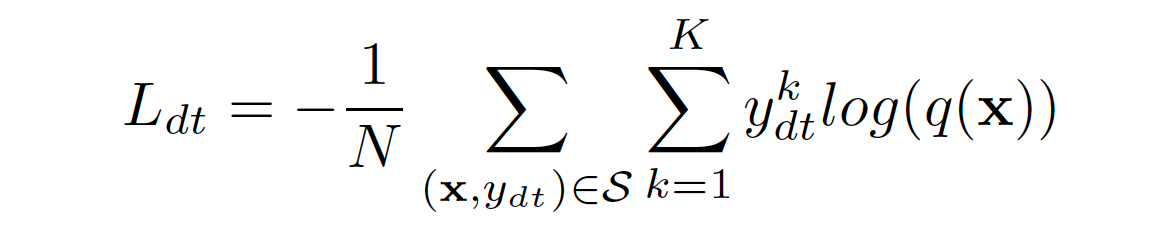 L_{dt} = -\frac{1}{N} \sum_{(\mathbf{x}, y_{dt}) \in \mathcal{S}} \sum_{k=1}^{K} y_{dt}^{k} log(q(\mathbf{x}))